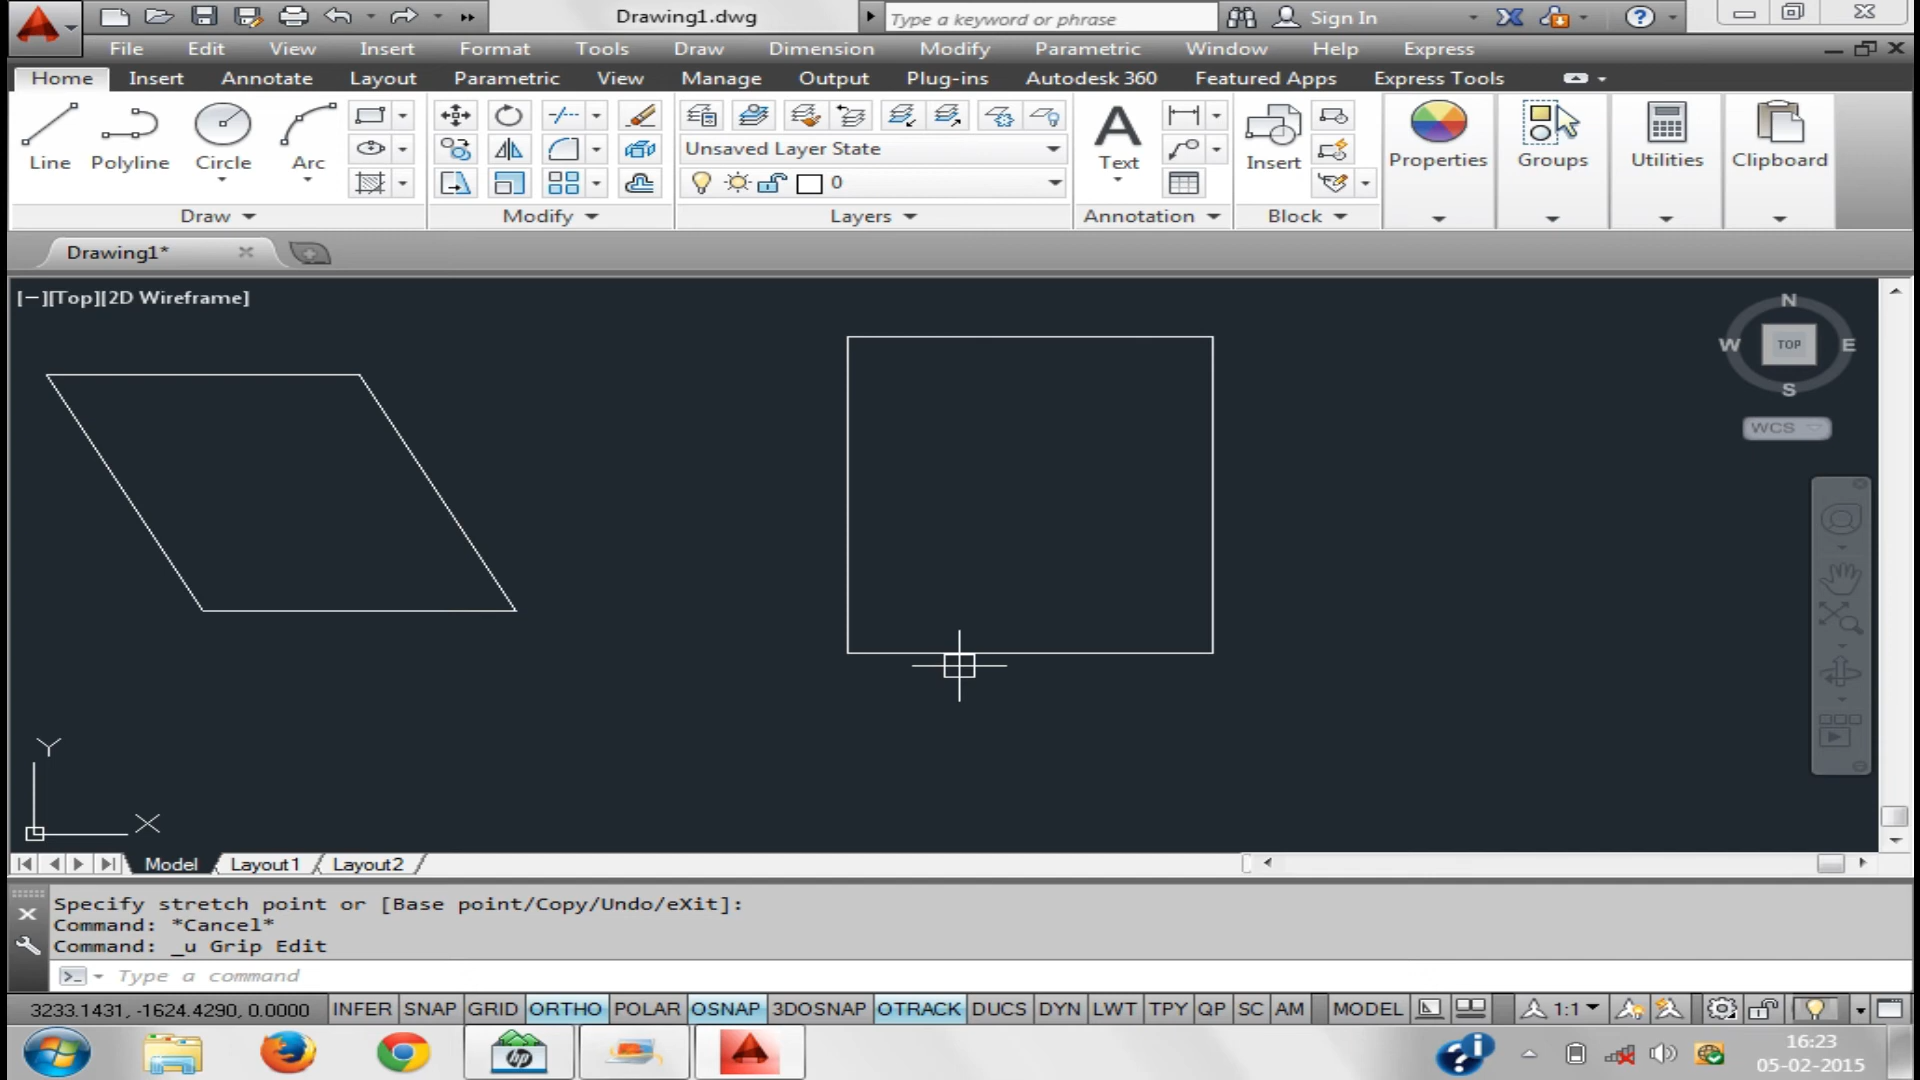 Drawing1.dwg
Type a keyword or phrase
Sign In
File Edit View Insert Format Tools Draw Dimension Modify Parametric Window Help Express
Home Insert Annotate Layout Parametric View Manage Output Plug-ins Autodesk 360 Featured Apps Express Tools
Line Polyline Circle Arc
Unsaved Layer State
0
Text
Insert
Properties Groups Utilities Clipboard
Draw Modify Layers Annotation Block
Drawing1*
[−][Top][2D Wireframe]
N
W TOP E
S
WCS
Y
X
Model Layout1 Layout2
Specify stretch point or [Base point/Copy/Undo/eXit]:
Command: *Cancel*
Command: _u Grip Edit
Type a command
3233.1431, -1624.4290, 0.0000 INFER SNAP GRID ORTHO POLAR OSNAP 3DOSNAP OTRACK DUCS DYN LWT TPY QP SC AM MODEL 1:1
hp
16:23
05-02-2015